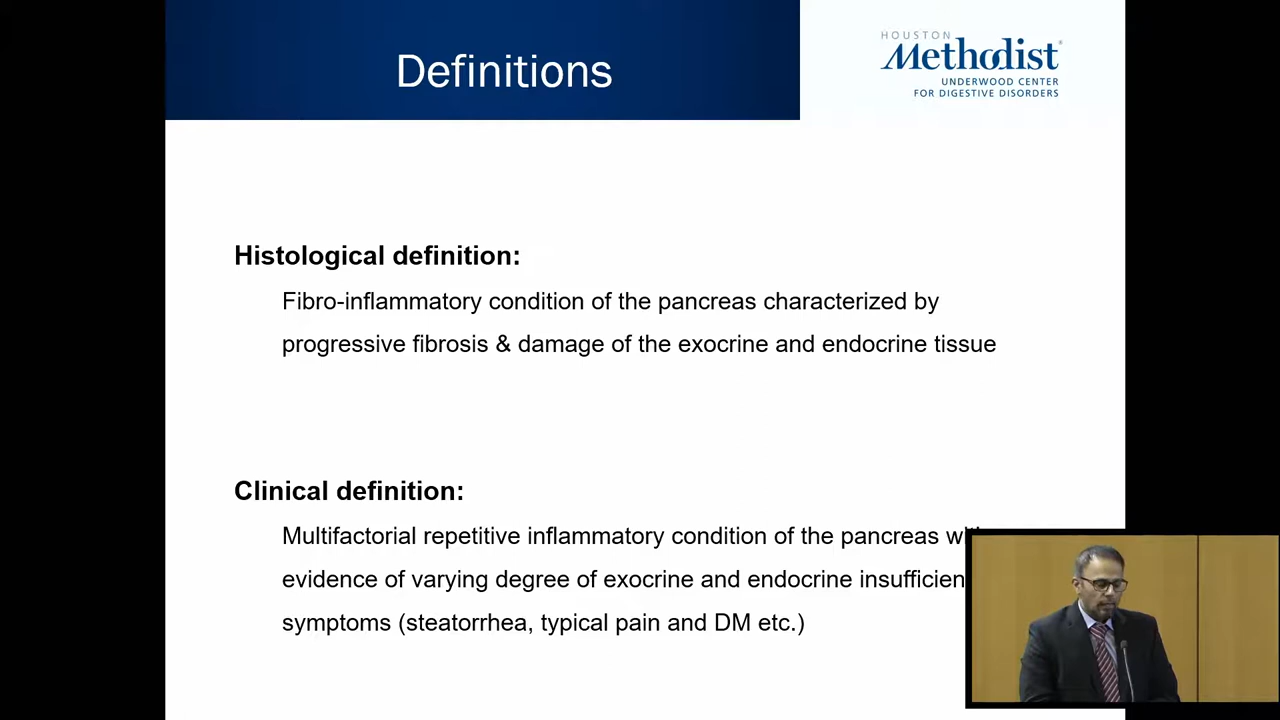 Definitions
HOUSTON
Methodist®
UNDERWOOD CENTER
FOR DIGESTIVE DISORDERS
Histological definition:
Fibro-inflammatory condition of the pancreas characterized by
progressive fibrosis & damage of the exocrine and endocrine tissue
Clinical definition:
Multifactorial repetitive inflammatory condition of the pancreas
evidence of varying degree of exocrine and endocrine
symptoms (steatorrhea, typical pain and DM etc.)